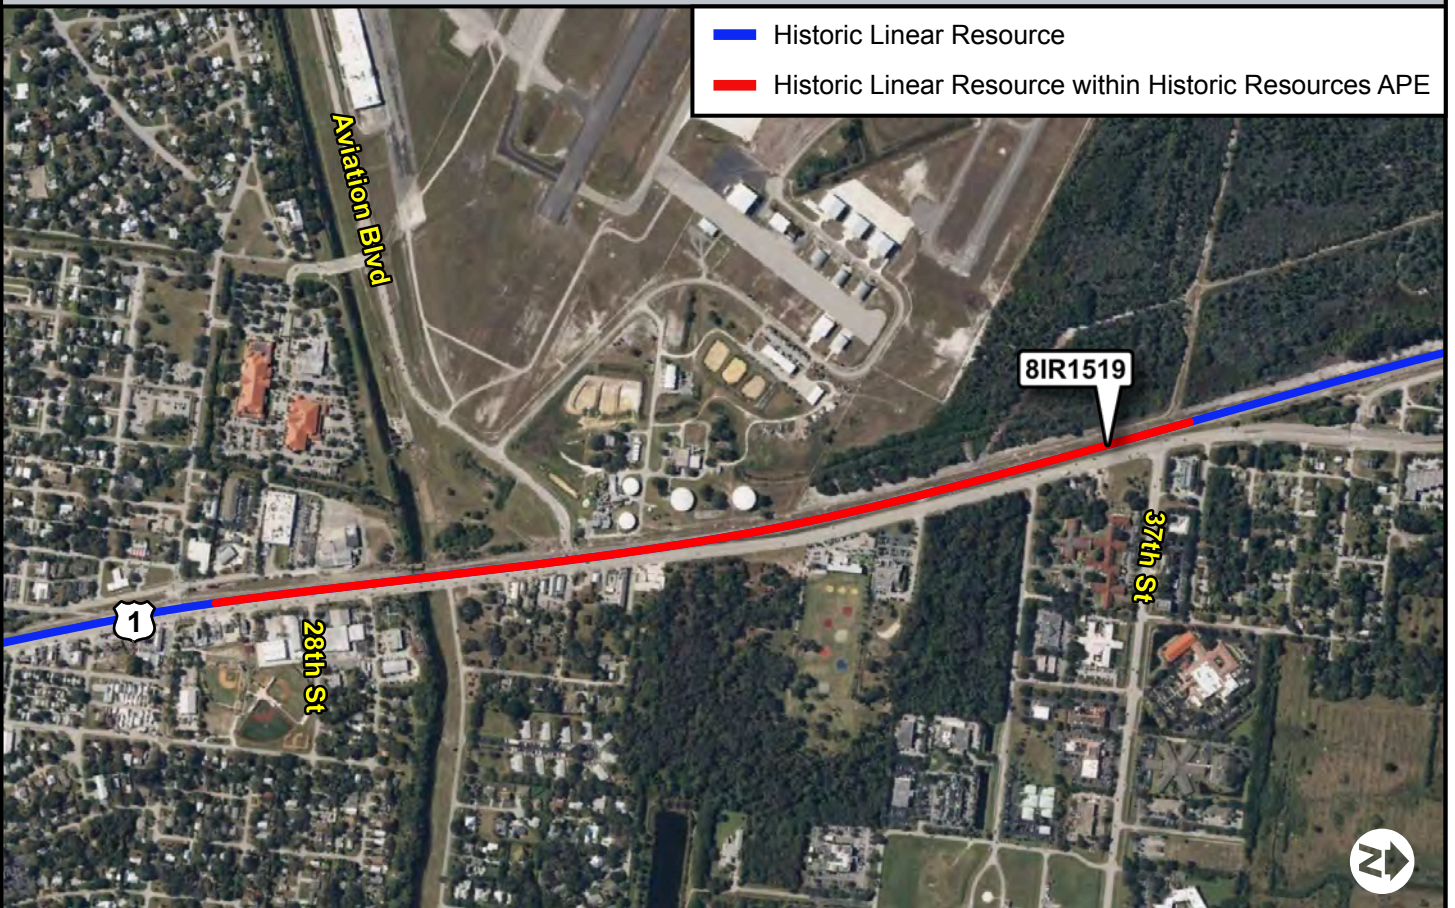 Historic Linear Resource
Historic Linear Resource within Historic Resources APE
Aviation Blvd
8IR1519
37th St
1
28th St
N